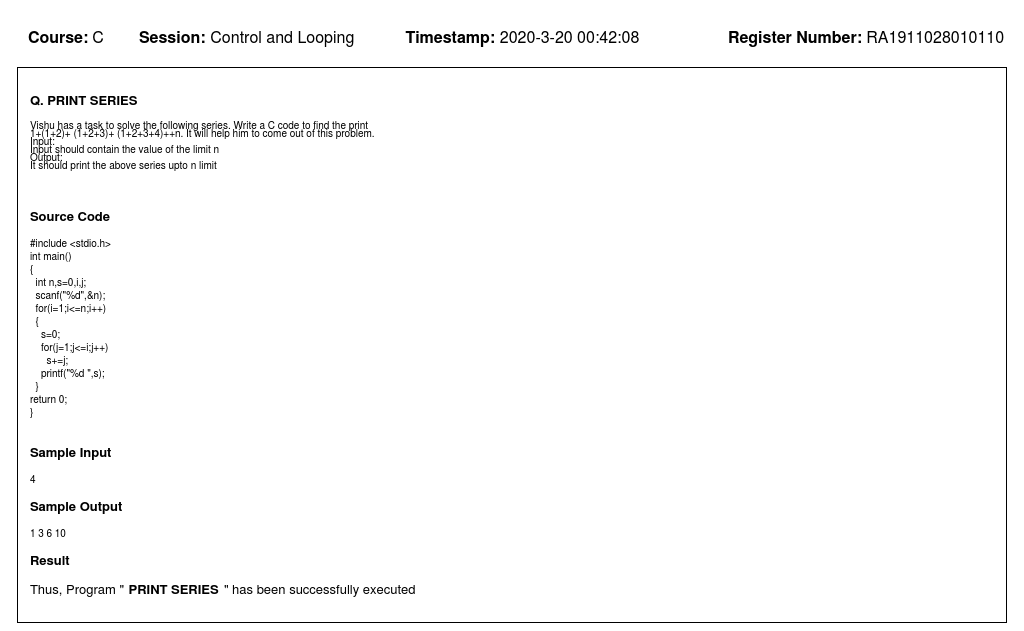 Course: C Session: Control and Looping Timestamp: 2020-3-20 00:42:08 Register Number: RA1911028010110
Q. PRINT SERIES
Vishu has a task to solve the following series. Write a C code to find the print
1+(1+2)+ (1+2+3)+ (1+2+3+4)++n. It will help him to come out of this problem.
Input:
Input should contain the value of the limit n
Output:
It should print the above series upto n limit
Source Code
#include <stdio.h>
int main()
{
int n,s=0,i,j;
scanf("%d",&n);
for(i=1;i<=n;i++)
{
s=0;
for(j=1;j<=i;j++)
s+=j;
printf("%d ",s);
}
return 0;
}
Sample Input
4
Sample Output
1 3 6 10
Result
Thus, Program " PRINT SERIES " has been successfully executed